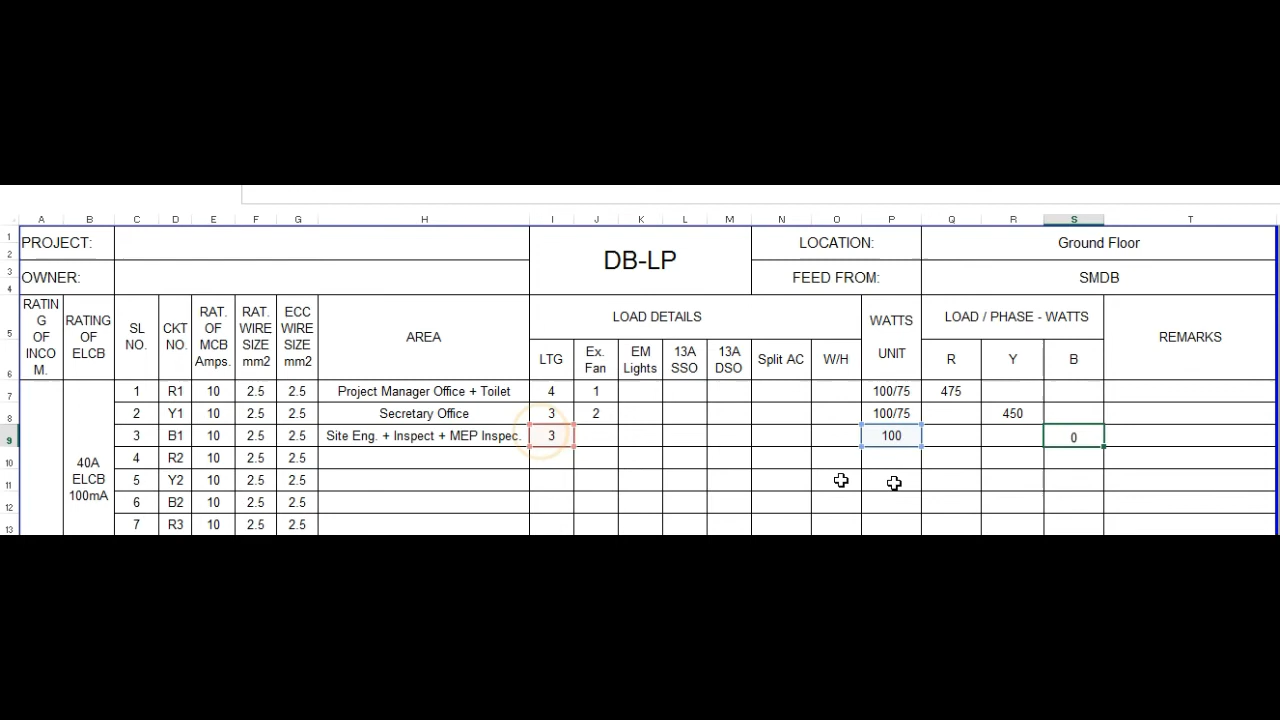 A B C D E F G H I J K L M N O P Q R S T
1 PROJECT: DB-LP LOCATION: Ground Floor
2
3 OWNER: FEED FROM: SMDB
4
5 RATIN G OF INCO M. RATING OF ELCB SL NO. CKT NO. RAT. OF MCB Amps. RAT. WIRE SIZE mm2 ECC WIRE SIZE mm2 AREA LOAD DETAILS WATTS UNIT LOAD / PHASE - WATTS REMARKS
6 LTG Ex. Fan EM Lights 13A SSO 13A DSO Split AC W/H R Y B
7 1 R1 10 2.5 2.5 Project Manager Office + Toilet 4 1 100/75 475
8 2 Y1 10 2.5 2.5 Secretary Office 3 2 100/75 450
9 3 B1 10 2.5 2.5 Site Eng. + Inspect + MEP Inspec. 3 100 0
10 40A ELCB 100mA 4 R2 10 2.5 2.5
11 5 Y2 10 2.5 2.5
12 6 B2 10 2.5 2.5
13 7 R3 10 2.5 2.5